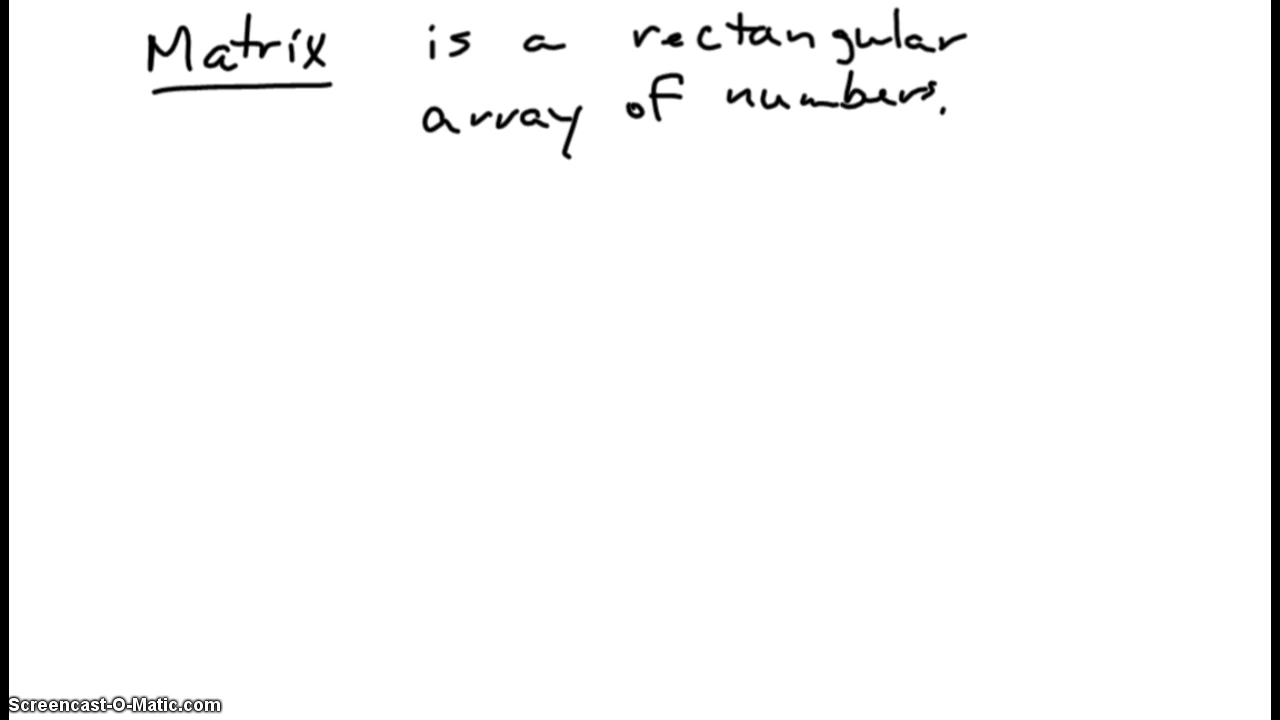 Matrix is a rectangular
array of numbers.
Screencast-O-Matic.com